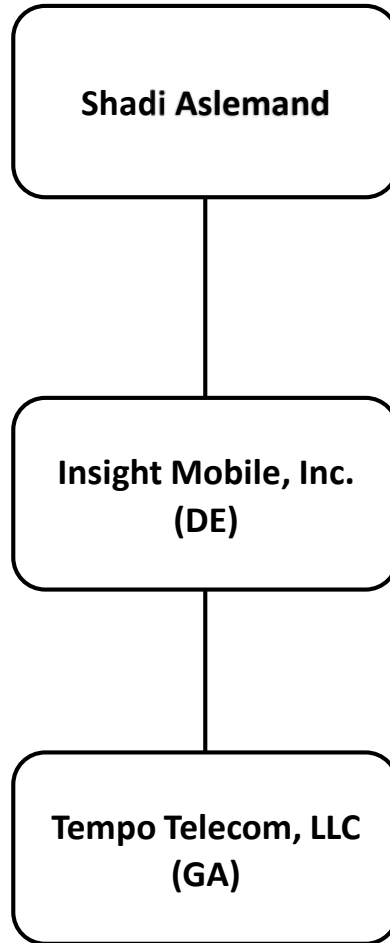 Shadi Aslemand
Insight Mobile, Inc.
(DE)
Tempo Telecom, LLC
(GA)